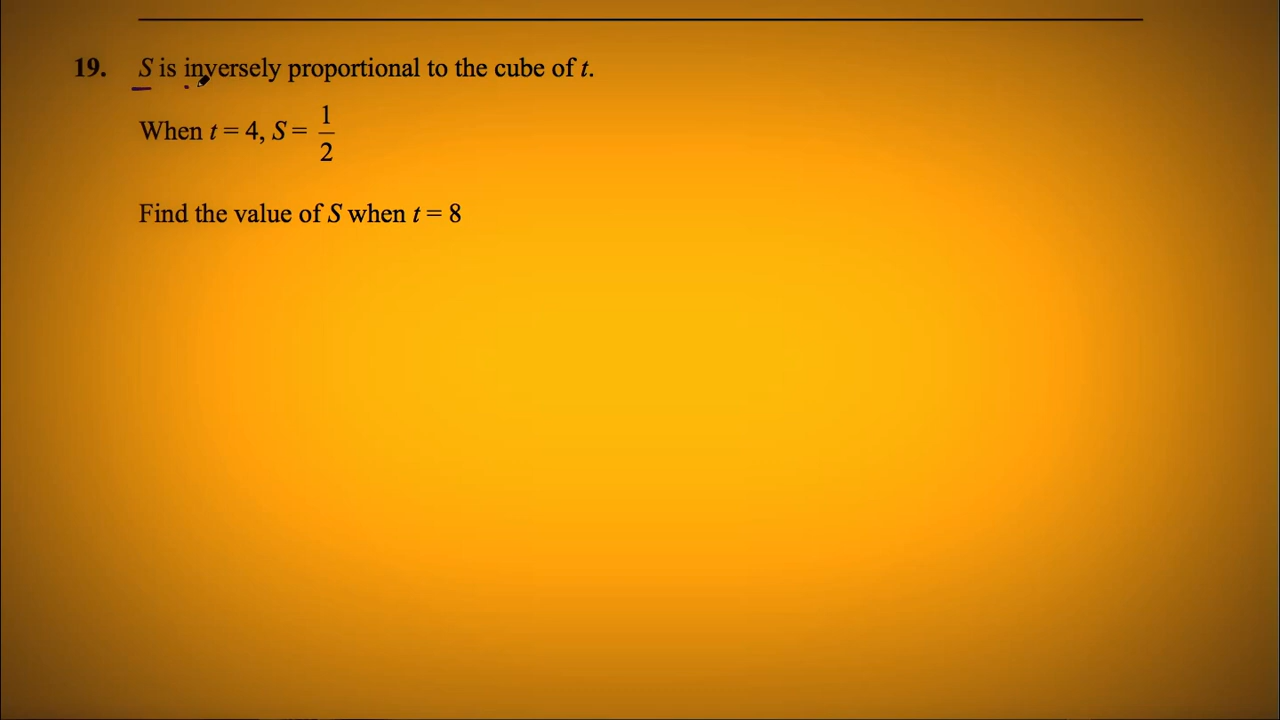 19. S is inversely proportional to the cube of t.
When t = 4, S = 1/2
Find the value of S when t = 8